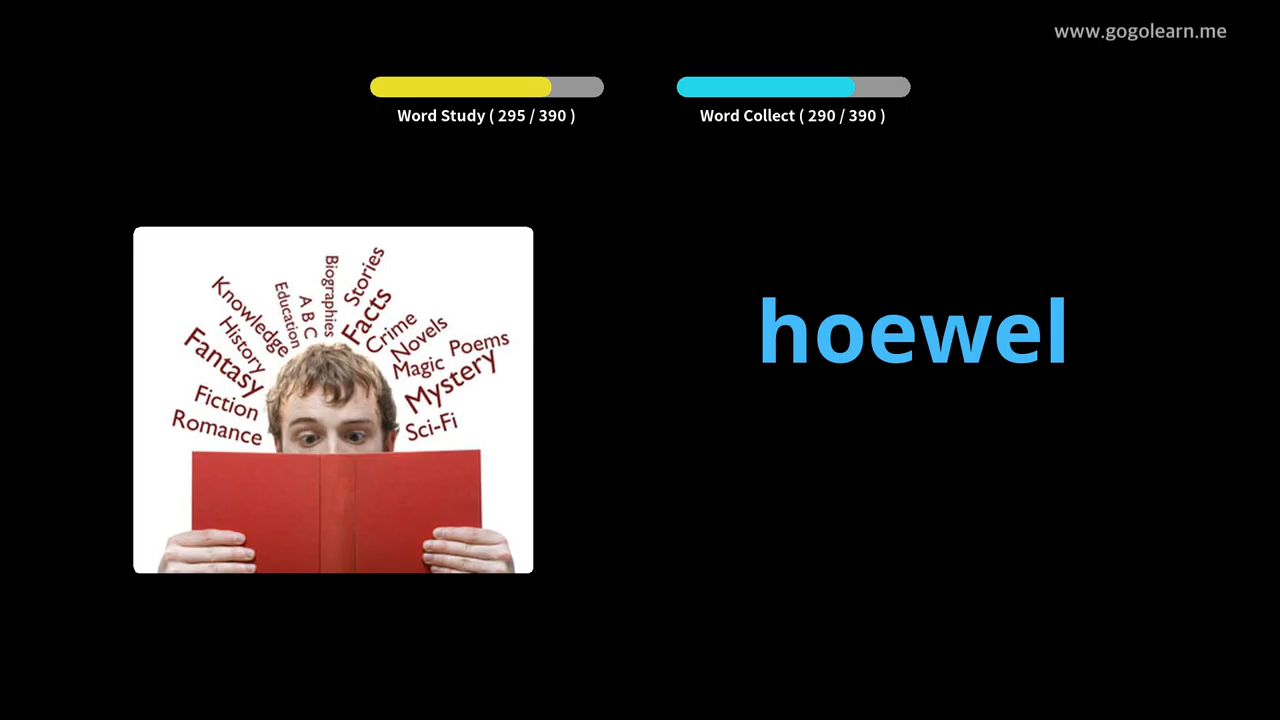 www.gogolearn.me
Word Study ( 295 / 390 )
Word Collect ( 290 / 390 )
hoewel
Biographies
Stories
Education
A B C
Facts
Knowledge
Crime
History
Novels
Fantasy
Magic
Poems
Mystery
Fiction
Romance
Sci-Fi